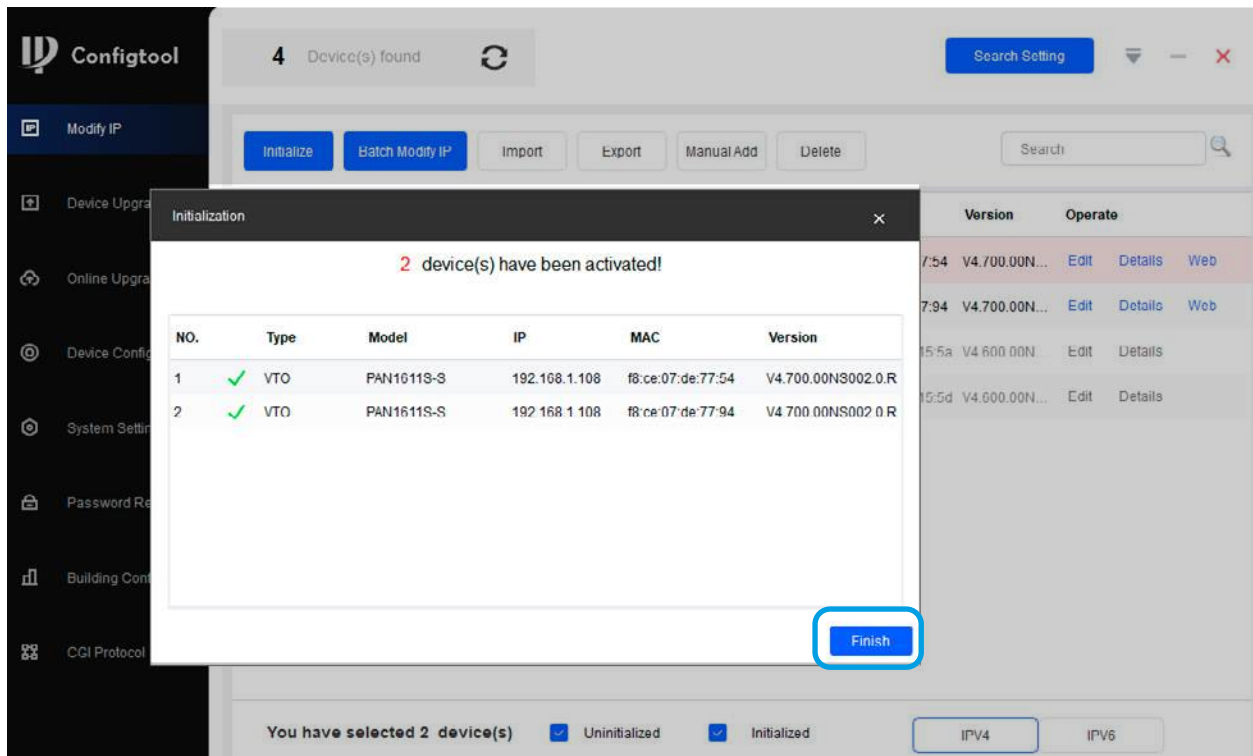 Configtool
4 Device(s) found
Search Setting
Modify IP
Initialize Batch Modify IP Import Export Manual Add Delete Search
Device Upgra
Initialization
Version Operate
2 device(s) have been activated!
7:54 V4.700.00N... Edit Details Web
Online Upgra
7:94 V4.700.00N... Edit Details Web
NO. Type Model IP MAC Version
Device Config
15:5a V4.600.00N... Edit Details
1 VTO PAN1611S-S 192.168.1.108 f8:ce:07:de:77:54 V4.700.00NS002.0.R
15:5d V4.600.00N... Edit Details
2 VTO PAN1611S-S 192.168.1.108 f8:ce:07:de:77:94 V4.700.00NS002.0.R
System Settin
Password Re
Building Conf
Finish
CGI Protocol
You have selected 2 device(s) Uninitialized Initialized IPV4 IPV6